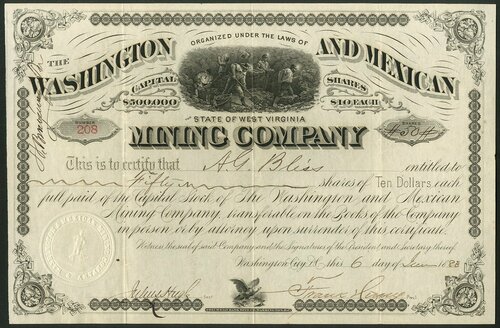 ORGANIZED UNDER THE LAWS OF
THE WASHINGTON AND MEXICAN
CAPITAL $500,000 SHARES $10 EACH
STATE OF WEST VIRGINIA
MINING COMPANY
NUMBER 208
SHARES #50#
This is to certify that A G Bliss entitled to
Fifty shares of Ten Dollars each
full paid of the Capital Stock of The Washington and Mexican
Mining Company, transferable on the Books of the Company
in person or by attorney upon surrender of this certificate.
Witness the seal of said Company and the Signatures of the President and Secretary thereof.
Washington City this 6 day of 1883